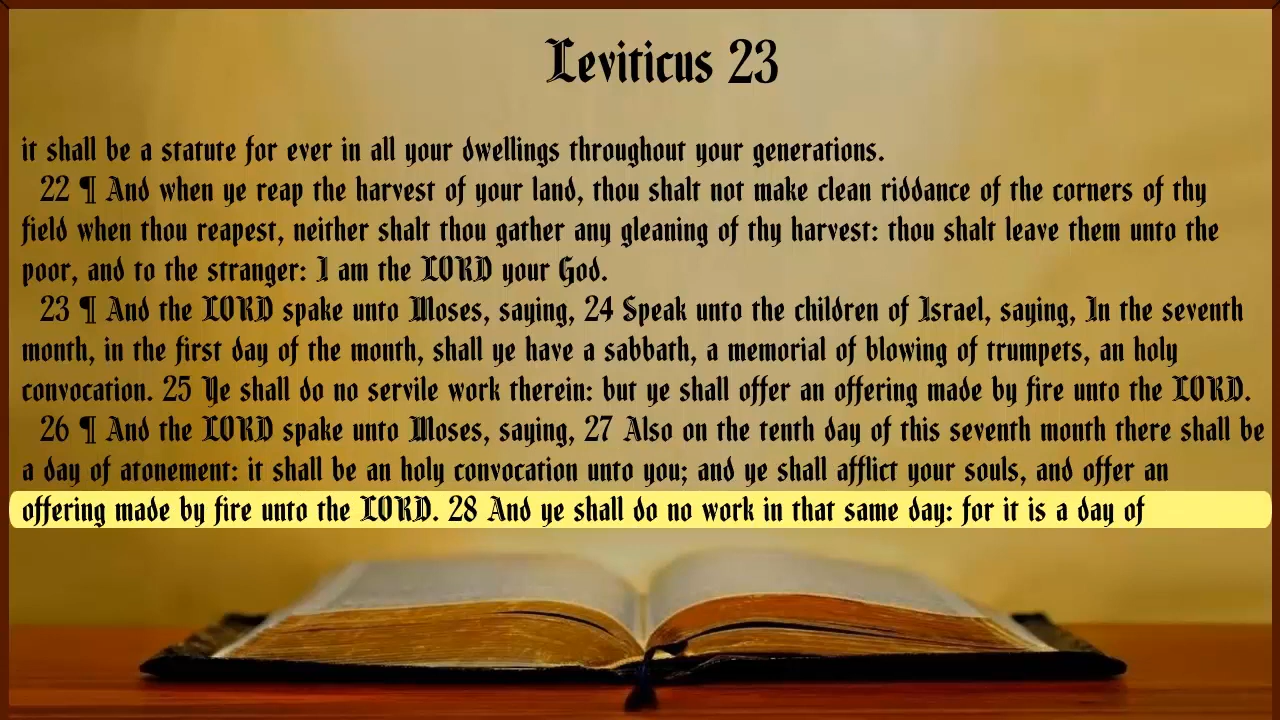 Leviticus 23
it shall be a statute for ever in all your dwellings throughout your generations.
22 ¶ And when ye reap the harvest of your land, thou shalt not make clean riddance of the corners of thy
field when thou reapest, neither shalt thou gather any gleaning of thy harvest: thou shalt leave them unto the
poor, and to the stranger: I am the LORD your God.
23 ¶ And the LORD spake unto Moses, saying, 24 Speak unto the children of Israel, saying, In the seventh
month, in the first day of the month, shall ye have a sabbath, a memorial of blowing of trumpets, an holy
convocation. 25 Ye shall do no servile work therein: but ye shall offer an offering made by fire unto the LORD.
26 ¶ And the LORD spake unto Moses, saying, 27 Also on the tenth day of this seventh month there shall be
a day of atonement: it shall be an holy convocation unto you; and ye shall afflict your souls, and offer an
offering made by fire unto the LORD. 28 And ye shall do no work in that same day: for it is a day of